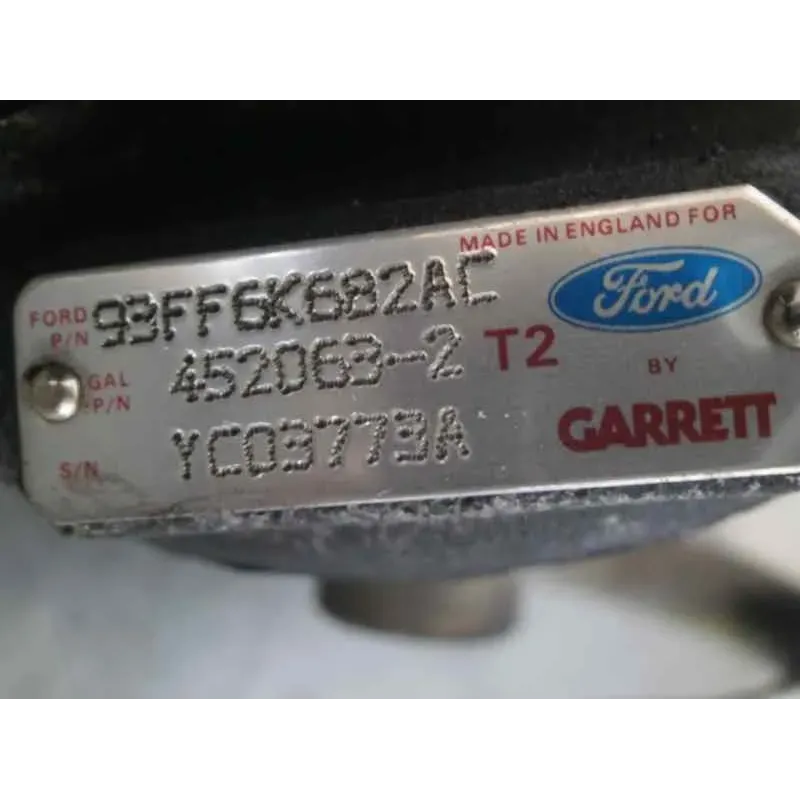 MADE IN ENGLAND FOR
FORD P/N 93FF6K682AC
Ford
GAL P/N 452063-2 T2
BY
S/N YC03773A
GARRETT